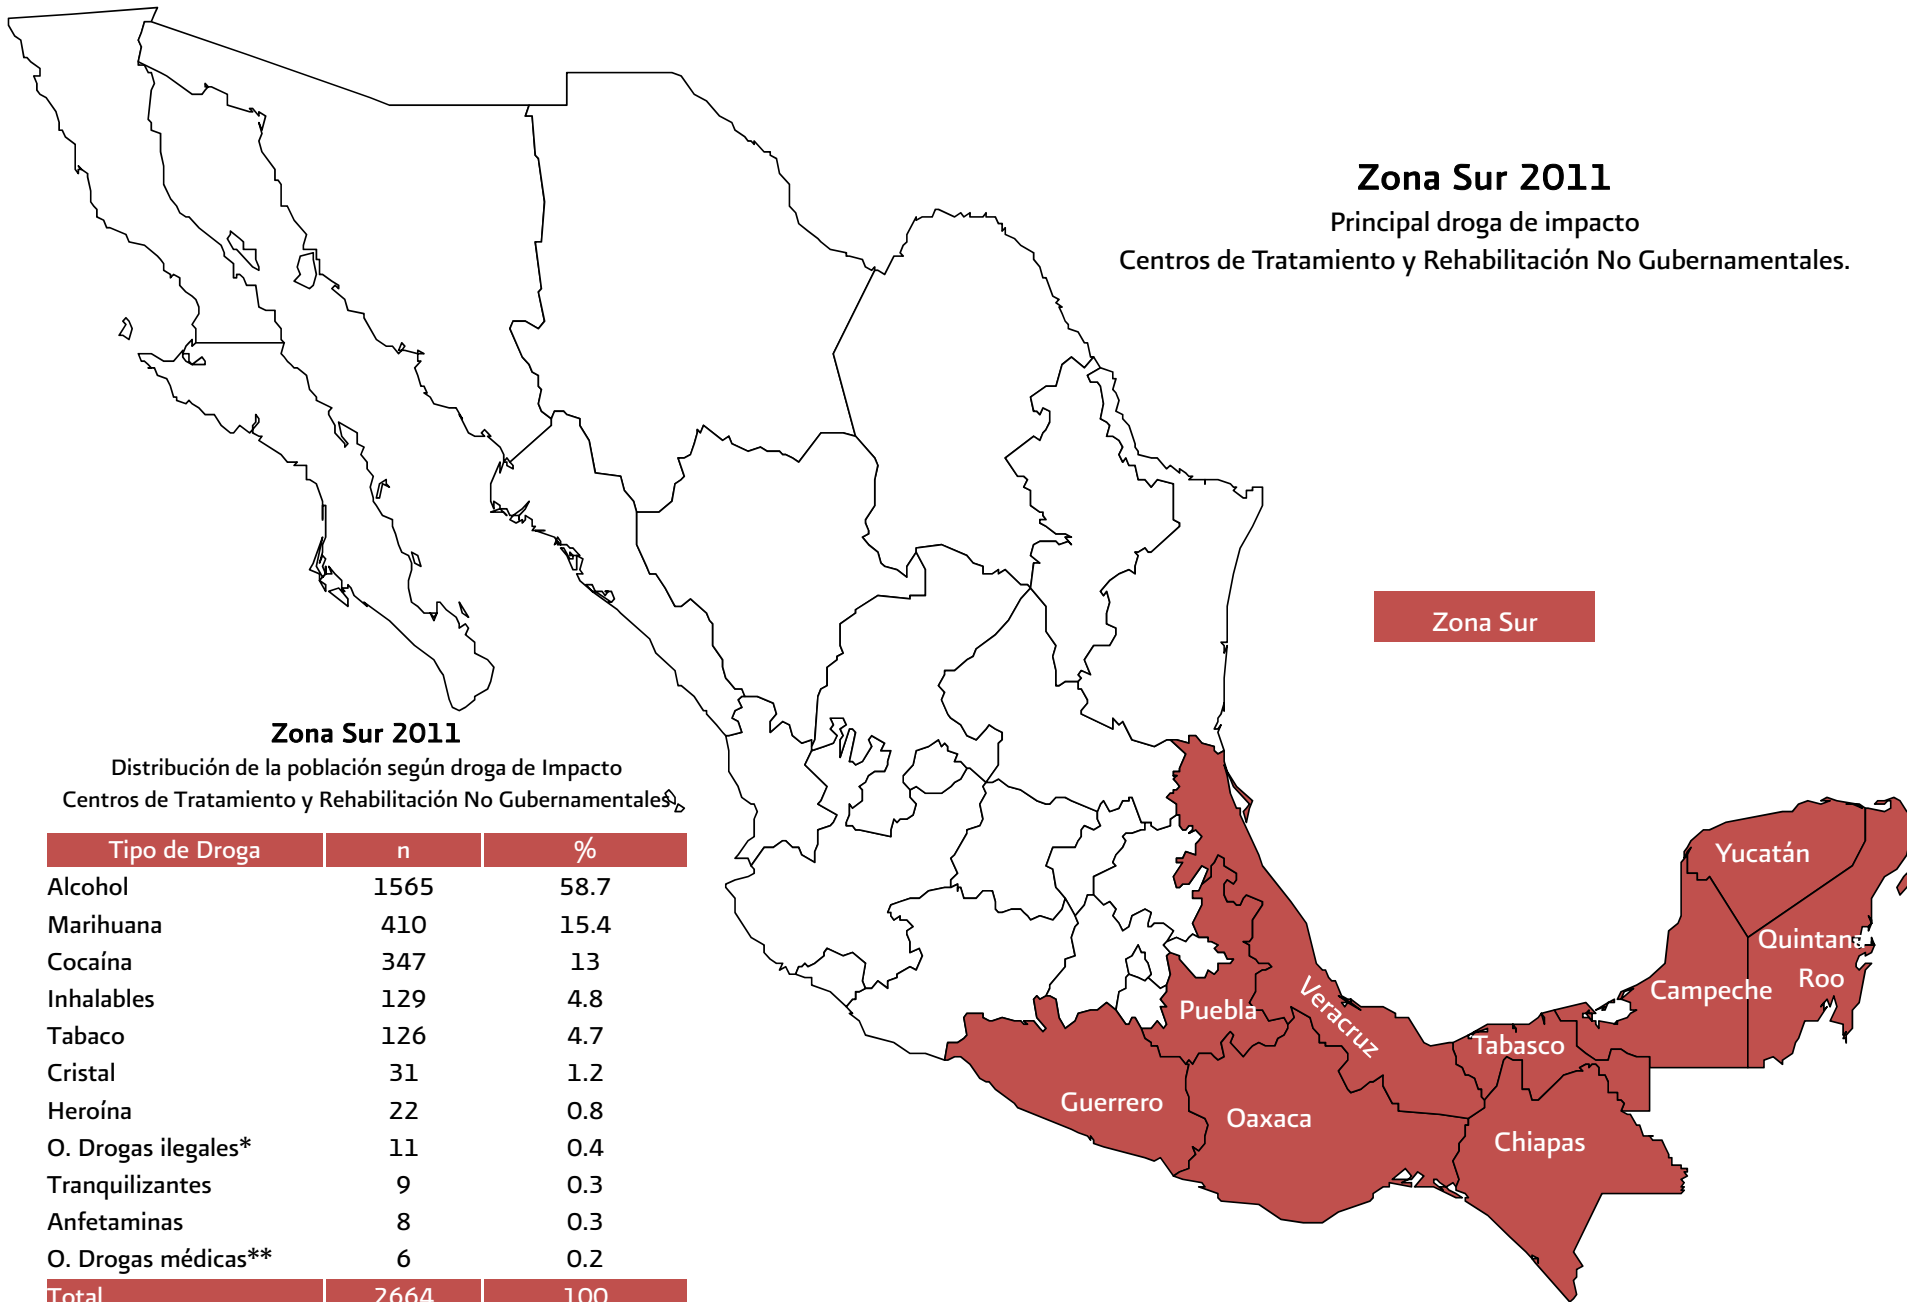 Zona Sur 2011
Principal droga de impacto
Centros de Tratamiento y Rehabilitación No Gubernamentales.
Zona Sur
Zona Sur 2011
Distribución de la población según droga de Impacto
Centros de Tratamiento y Rehabilitación No Gubernamentales.
Tipo de Droga n %
Alcohol 1565 58.7
Marihuana 410 15.4
Cocaína 347 13
Inhalables 129 4.8
Tabaco 126 4.7
Cristal 31 1.2
Heroína 22 0.8
O. Drogas ilegales* 11 0.4
Tranquilizantes 9 0.3
Anfetaminas 8 0.3
O. Drogas médicas** 6 0.2
Total 2664 100
Yucatán
Quintana
Roo
Campeche
Puebla
Veracruz
Tabasco
Guerrero
Oaxaca
Chiapas